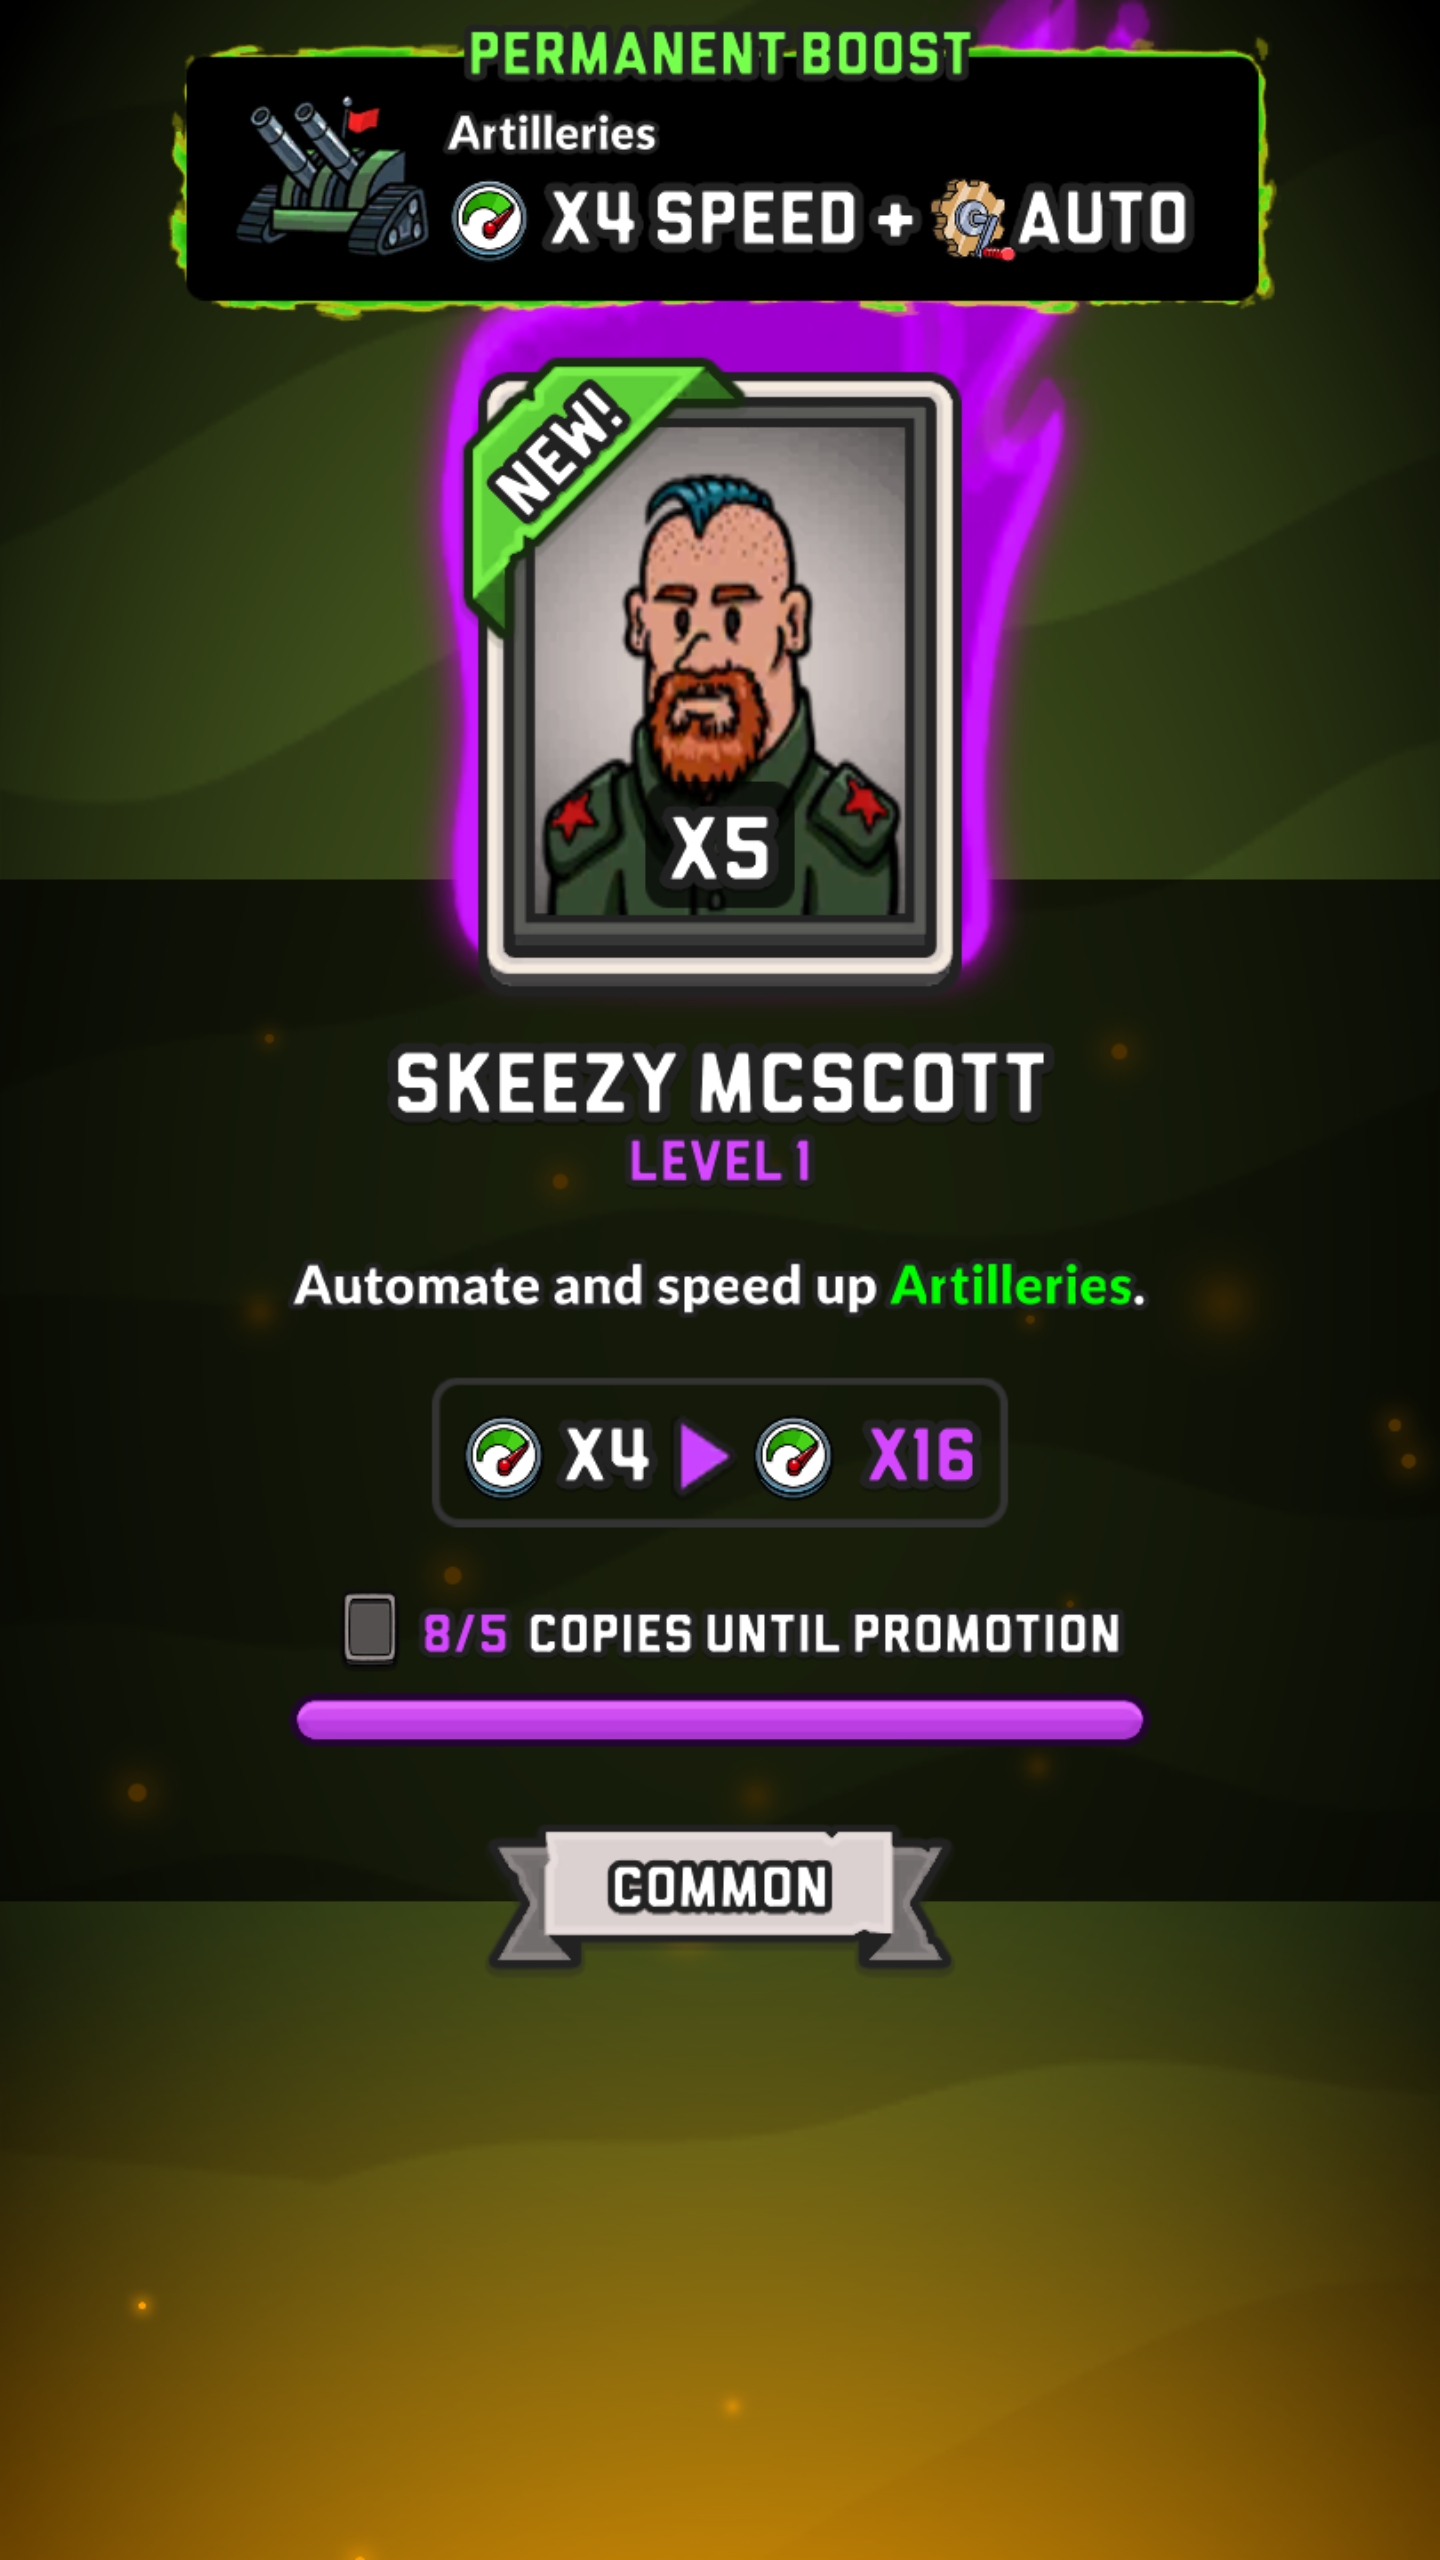 PERMANENT BOOST
Artilleries
X4 SPEED + AUTO
NEW!
X5
SKEEZY MCSCOTT
LEVEL 1
Automate and speed up Artilleries.
X4 X16
8/5 COPIES UNTIL PROMOTION
COMMON